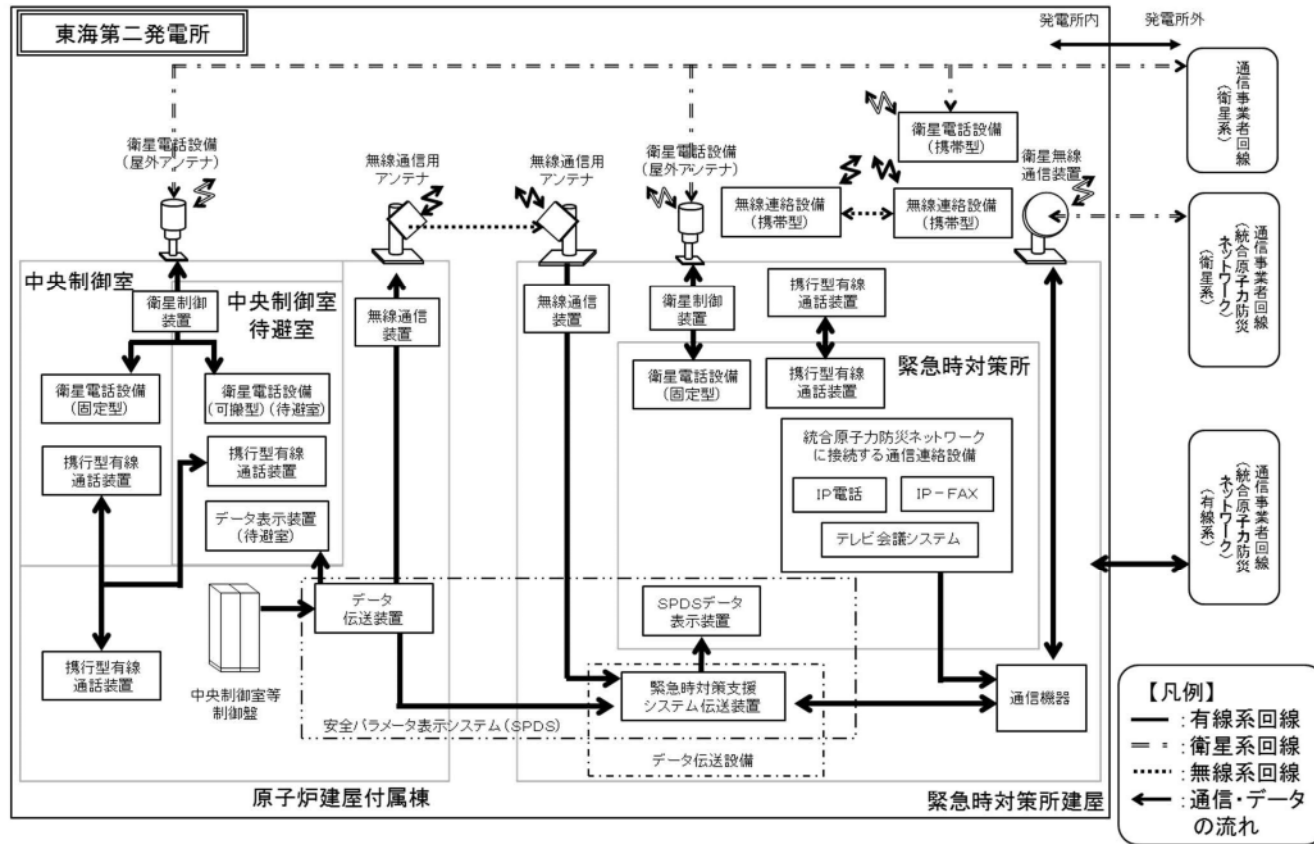 東海第二発電所
発電所内
発電所外
通信事業者回線
(衛星系)
衛星電話設備
(屋外アンテナ)
無線通信用
アンテナ
無線通信用
アンテナ
衛星電話設備
(屋外アンテナ)
衛星電話設備
(携帯型)
無線連絡設備
(携帯型)
無線連絡設備
(携帯型)
衛星無線
通信装置
通信事業者回線
(統合原子力防災
ネットワーク)
(衛星系)
中央制御室
中央制御室
待避室
衛星制御
装置
無線通信
装置
無線通信
装置
衛星制御
装置
携行型有線
通話装置
緊急時対策所
衛星電話設備
(固定型)
衛星電話設備
(可搬型)(待避室)
衛星電話設備
(固定型)
携行型有線
通話装置
携行型有線
通話装置
携行型有線
通話装置
データ表示装置
(待避室)
統合原子力防災ネットワーク
に接続する通信連絡設備
IP電話
IP-FAX
テレビ会議システム
通信事業者回線
(統合原子力防災
ネットワーク)
(有線系)
データ
伝送装置
SPDSデータ
表示装置
携行型有線
通話装置
中央制御室等
制御盤
緊急時対策支援
システム伝送装置
通信機器
安全パラメータ表示システム(SPDS)
データ伝送設備
原子炉建屋付属棟
緊急時対策所建屋
【凡例】
:有線系回線
:衛星系回線
:無線系回線
:通信・データ
の流れ